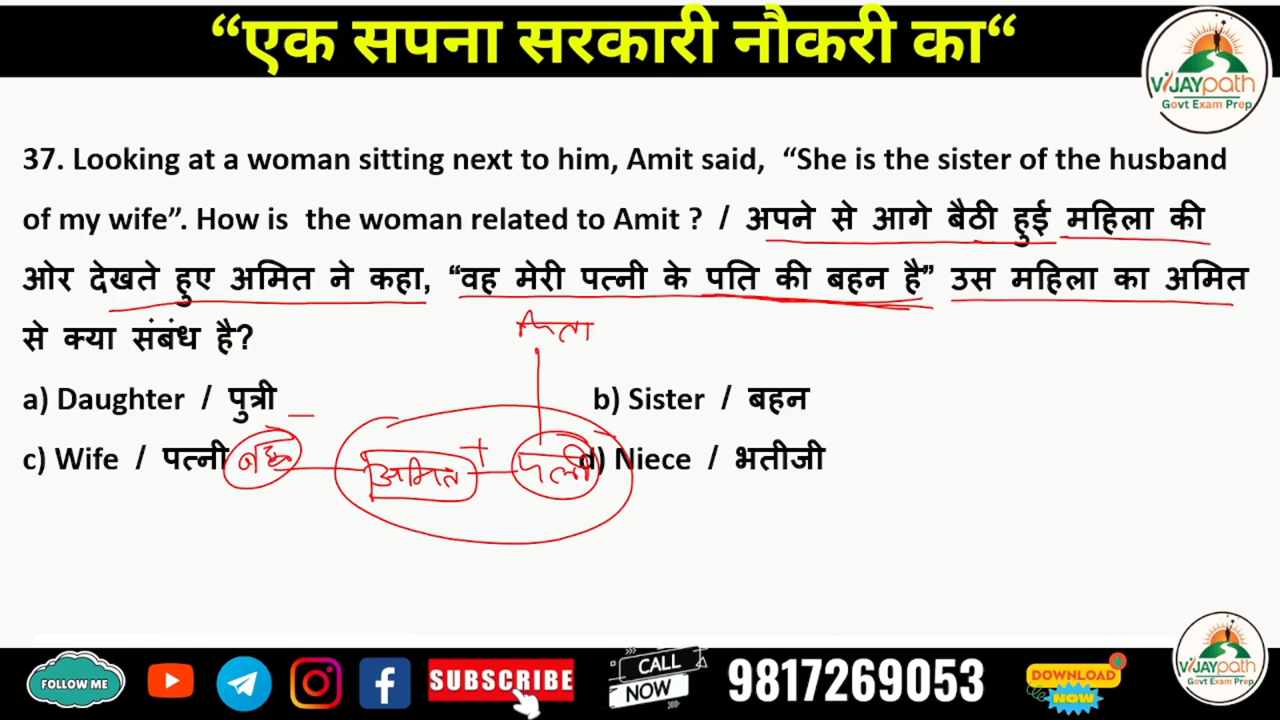 “एक सपना सरकारी नौकरी का“
VIJAYpath
Govt Exam Prep
37. Looking at a woman sitting next to him, Amit said, “She is the sister of the husband
of my wife”. How is the woman related to Amit ? / अपने से आगे बैठी हुई महिला की
ओर देखते हुए अमित ने कहा, “वह मेरी पत्नी के पति की बहन है” उस महिला का अमित
से क्या संबंध है?
पिता
a) Daughter / पुत्री
b) Sister / बहन
c) Wife / पत्नी
बहन
अमित
+
पत्नी
d) Niece / भतीजी
VIJAYpath
Govt Exam Prep
FOLLOW ME
SUBSCRIBE
CALL
NOW
9817269053
DOWNLOAD
NOW